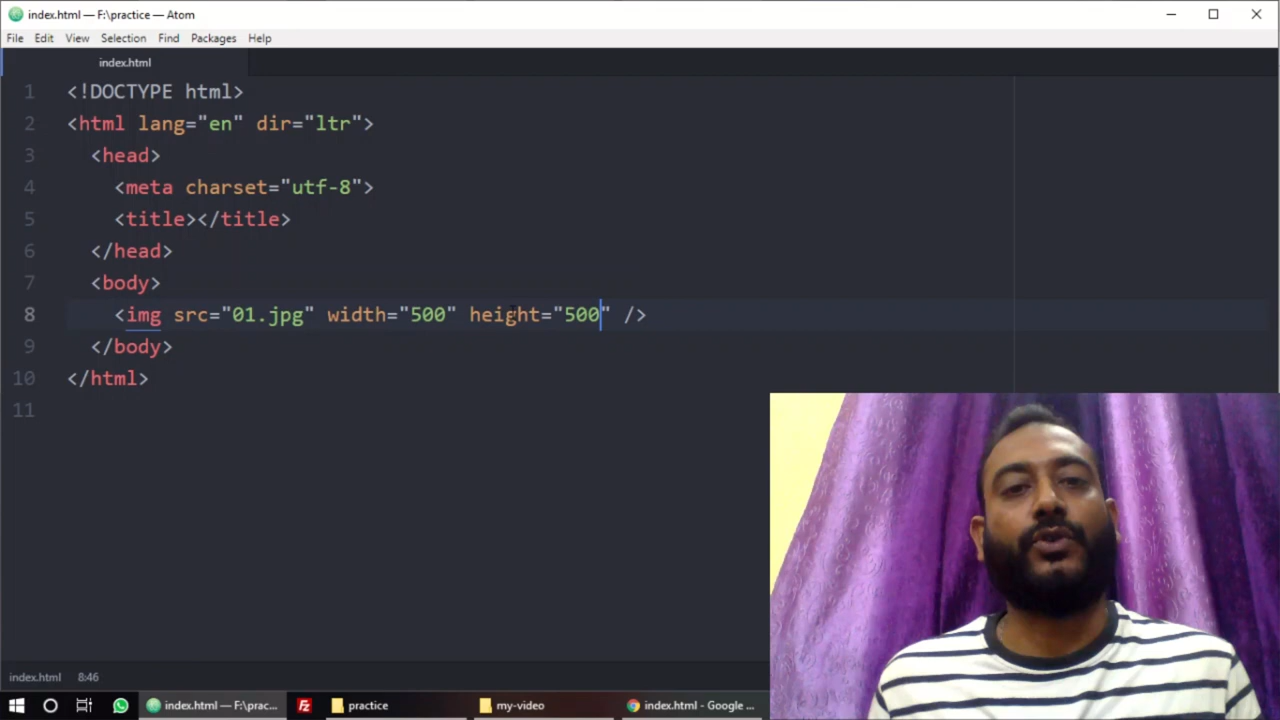 index.html — F:\practice — Atom
File Edit View Selection Find Packages Help
index.html
1 <!DOCTYPE html>
2 <html lang="en" dir="ltr">
3 <head>
4 <meta charset="utf-8">
5 <title></title>
6 </head>
7 <body>
8 <img src="01.jpg" width="500" height="500" />
9 </body>
10 </html>
11
index.html 8:46
index.html — F:\prac... practice my-video index.html - Google ...